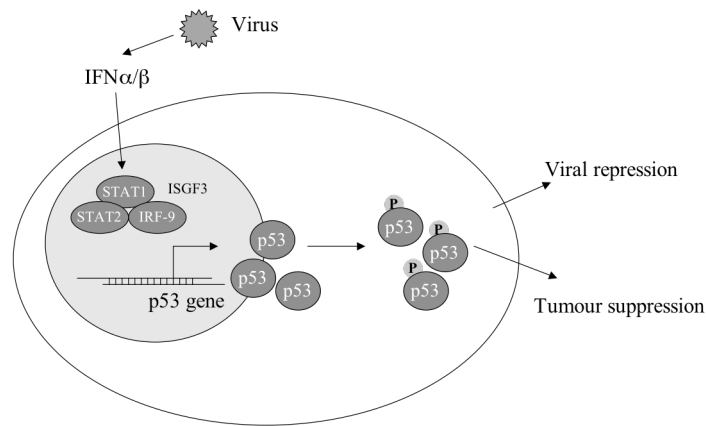 Virus
IFNα/β
Viral repression
STAT1
ISGF3
STAT2
IRF-9
P
P
P
p53
p53
p53
p53
p53
p53
p53 gene
Tumour suppression